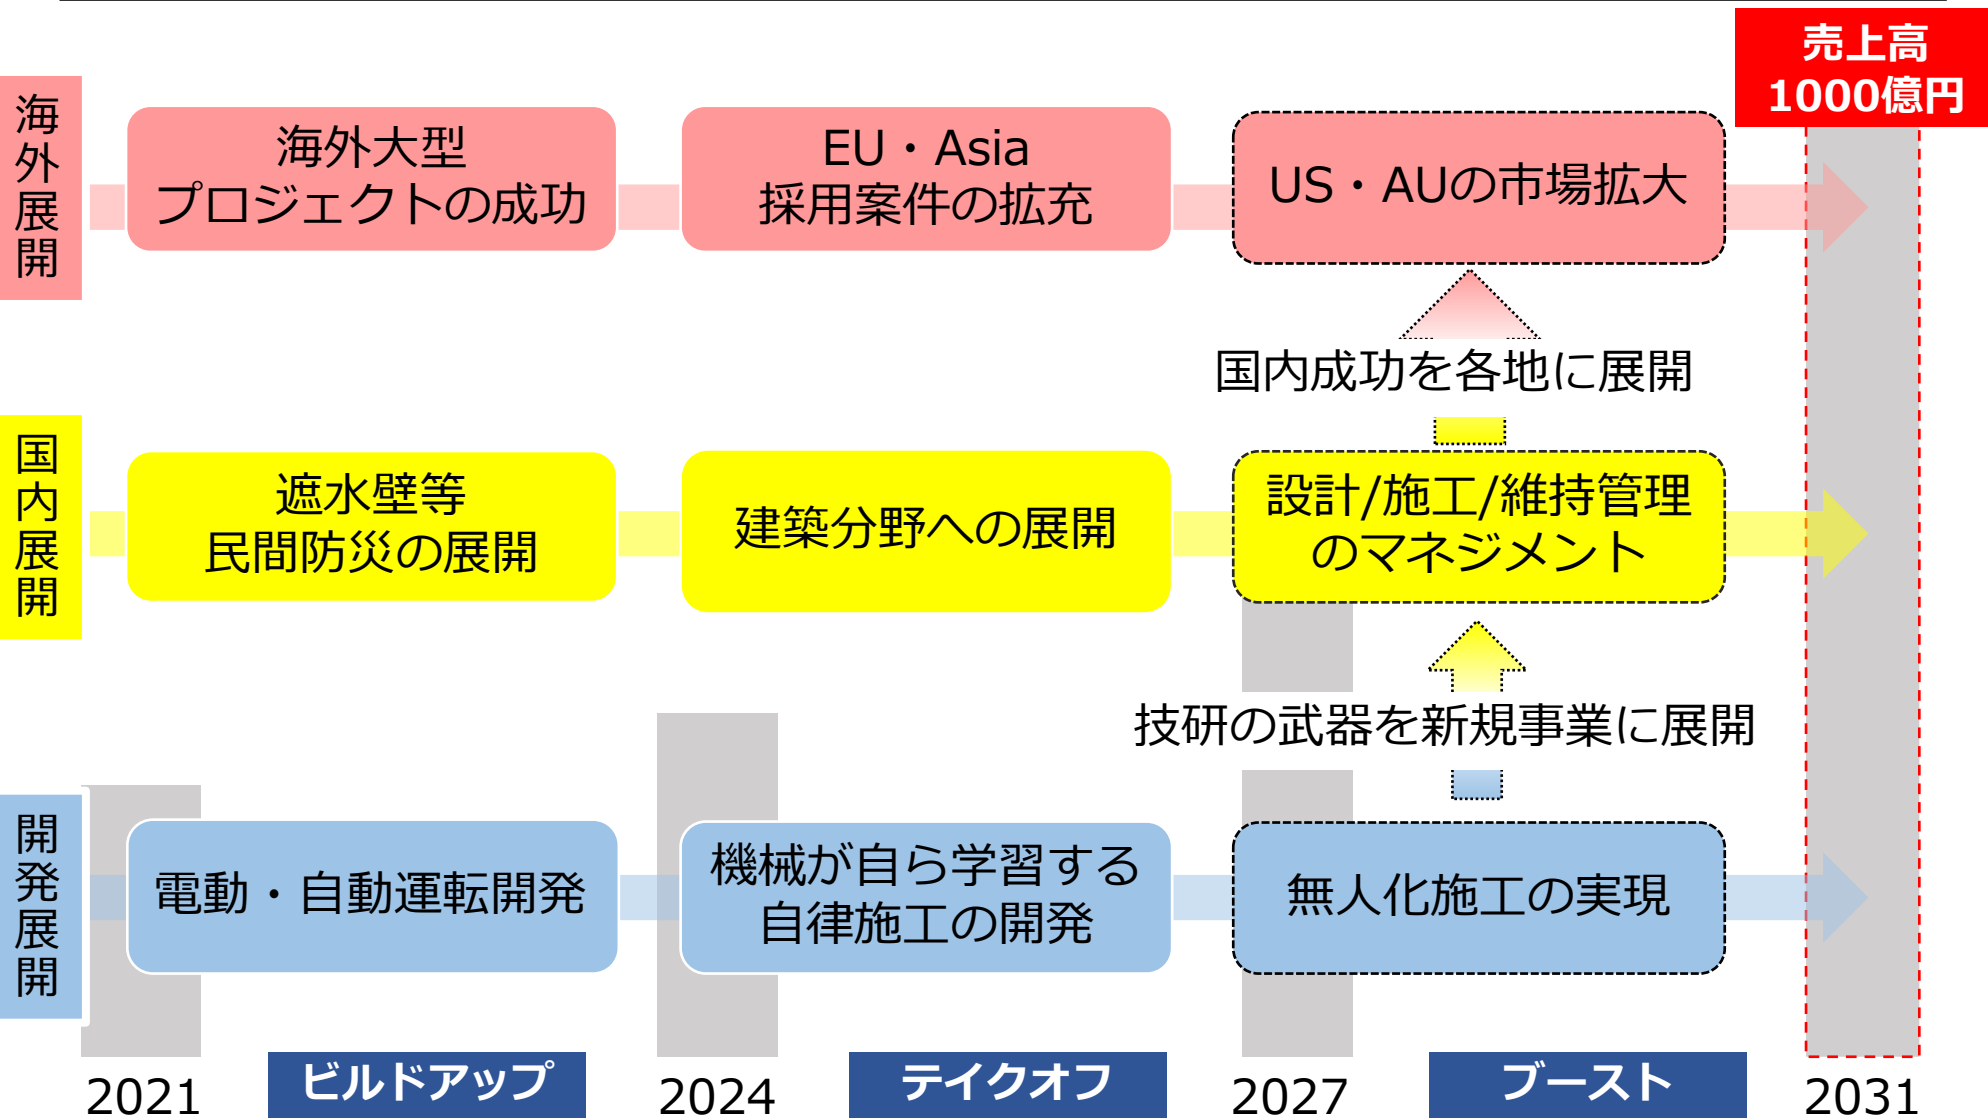 売上高
1000億円
海外展開
海外大型
プロジェクトの成功
EU・Asia
採用案件の拡充
US・AUの市場拡大
国内成功を各地に展開
国内展開
遮水壁等
民間防災の展開
建築分野への展開
設計/施工/維持管理
のマネジメント
技研の武器を新規事業に展開
開発展開
電動・自動運転開発
機械が自ら学習する
自律施工の開発
無人化施工の実現
2021
ビルドアップ
2024
テイクオフ
2027
ブースト
2031